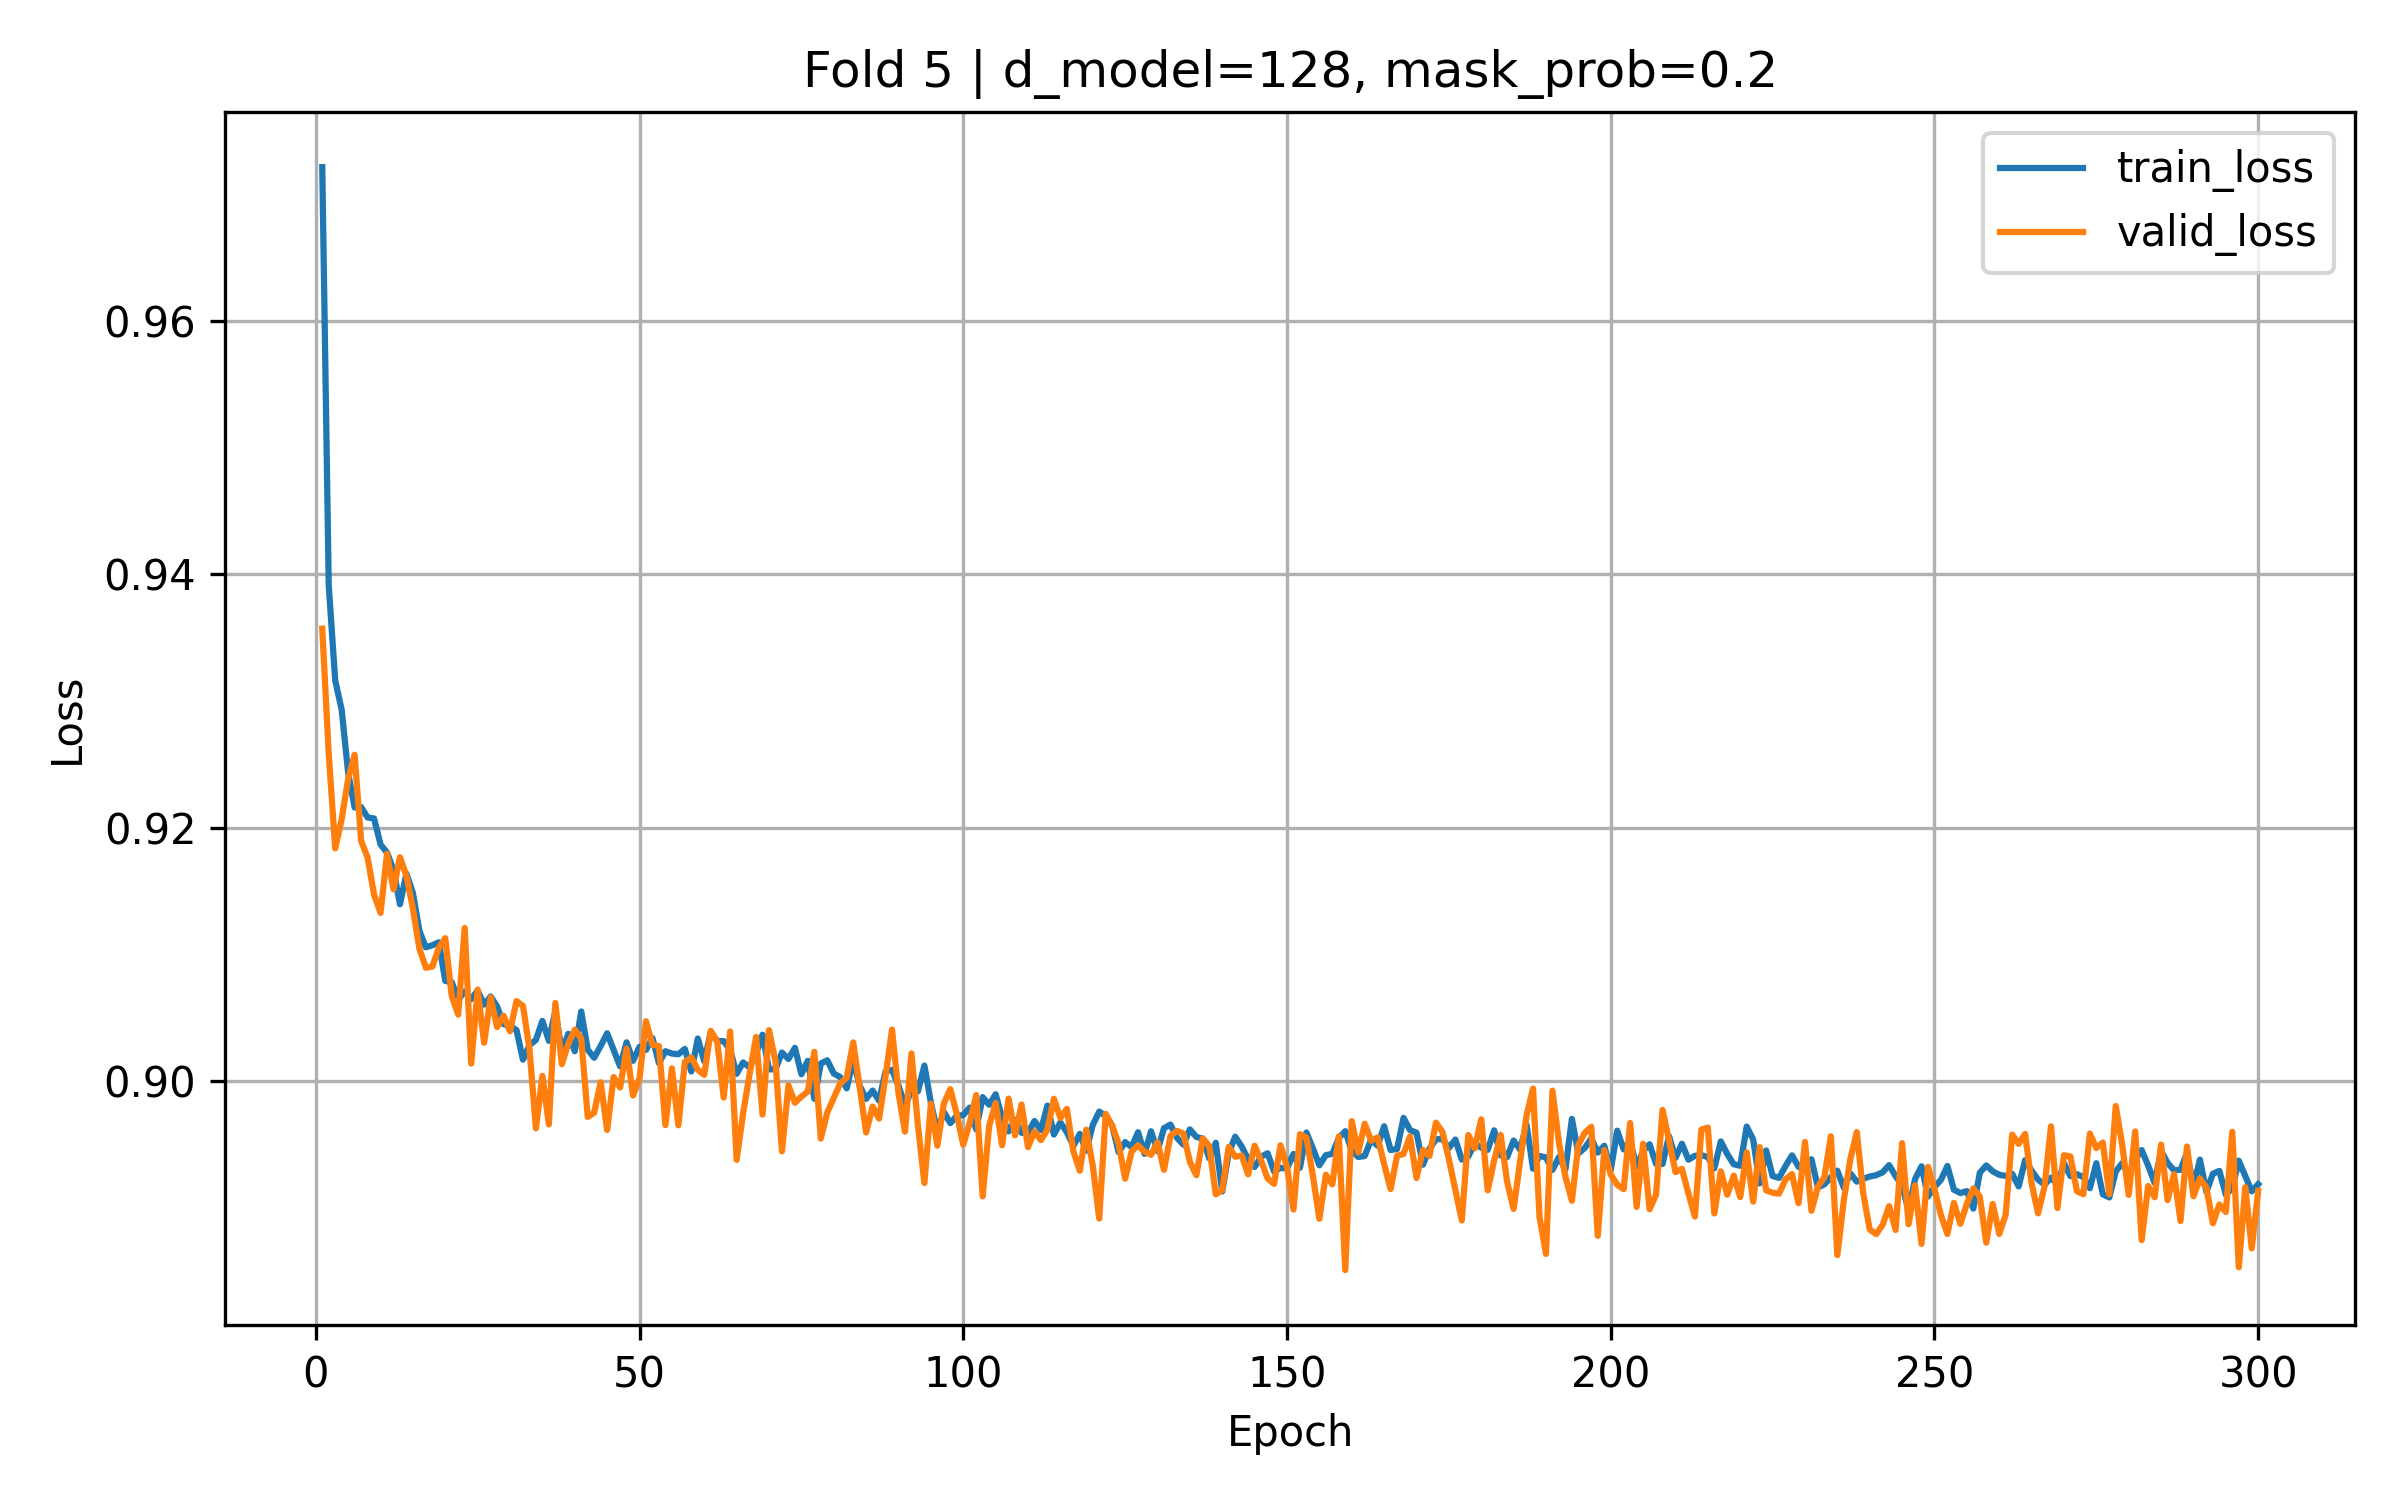 Fold 5 | d_model=128, mask_prob=0.2
train_loss
valid_loss
0.96
0.94
0.92
0.90
Loss
0 50 100 150 200 250 300
Epoch